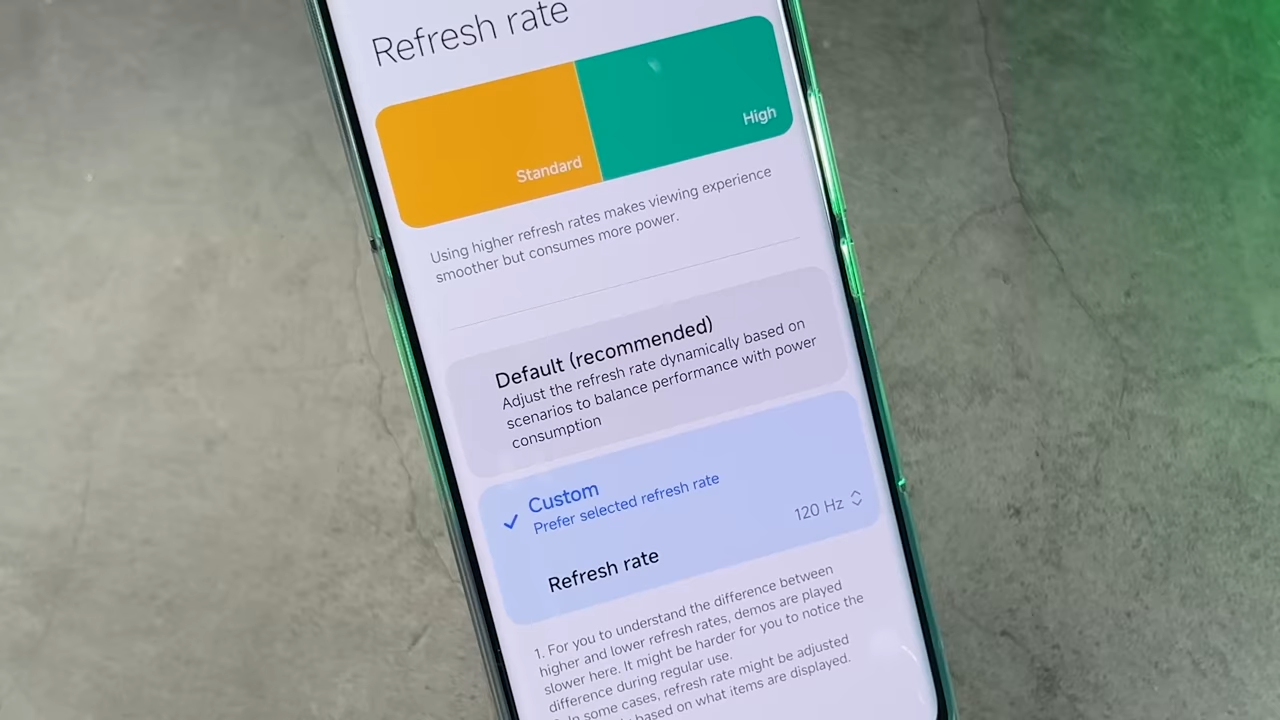 Refresh rate
Standard
High
Using higher refresh rates makes viewing experience
smoother but consumes more power.
Default (recommended)
Adjust the refresh rate dynamically based on
scenarios to balance performance with power
consumption
Custom
Prefer selected refresh rate
Refresh rate
120 Hz
1. For you to understand the difference between
higher and lower refresh rates, demos are played
slower here. It might be harder for you to notice the
difference during regular use.
In some cases, refresh rate might be adjusted
based on what items are displayed.